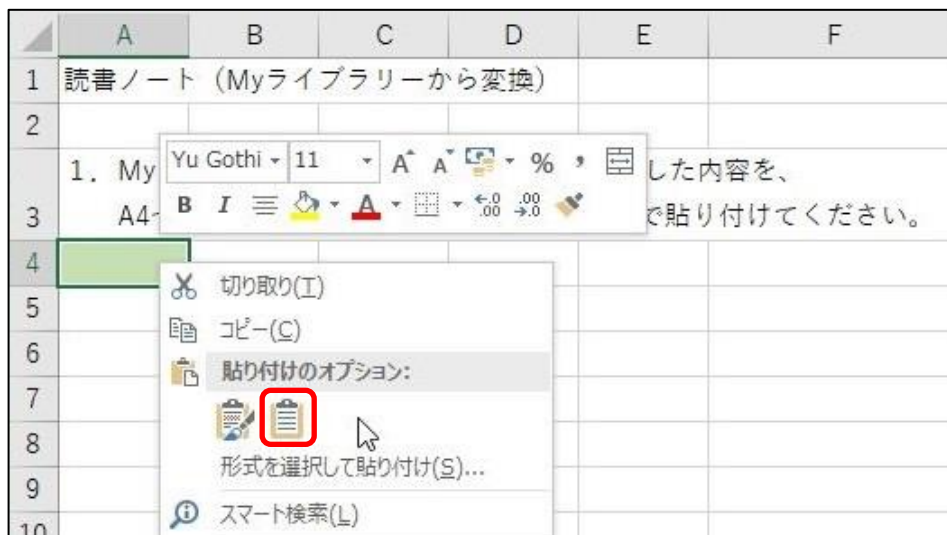 A B C D E F
1 読書ノート（Myライブラリーから変換）
2
1. My
した内容を、
3 A4
で貼り付けてください。
Yu Gothi 11 A A % ,
B I A .00 .00
4
切り取り(T)
5
コピー(C)
6
貼り付けのオプション:
7
8
形式を選択して貼り付け(S)...
9
スマート検索(L)
10